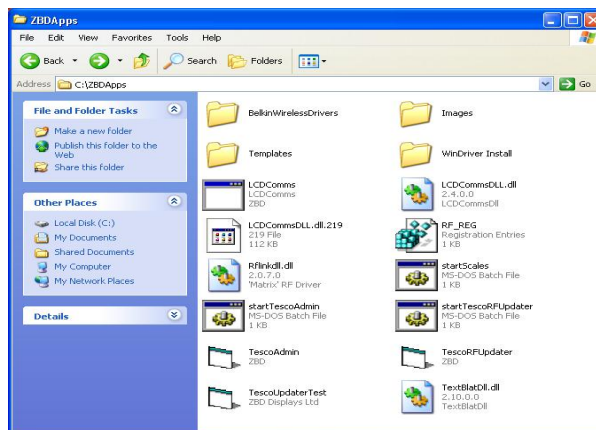 ZBDApps
File Edit View Favorites Tools Help
Back Search Folders
Address C:\ZBDApps Go
File and Folder Tasks
Make a new folder
Publish this folder to the
Web
Share this folder
Other Places
Local Disk (C:)
My Documents
Shared Documents
My Computer
My Network Places
Details
BelkinWirelessDrivers
Images
Templates
WinDriver Install
LCDComms
LCDComms
ZBD
LCDCommsDLL.dll
2.4.0.0
LCDCommsDll
LCDCommsDLL.dll.219
219 File
112 KB
RF_REG
Registration Entries
1 KB
Rflinkdll.dll
2.0.7.0
'Matrix' RF Driver
startScales
MS-DOS Batch File
1 KB
startTescoAdmin
MS-DOS Batch File
1 KB
startTescoRFUpdater
MS-DOS Batch File
1 KB
TescoAdmin
ZBD
TescoRFUpdater
ZBD
TescoUpdaterTest
ZBD Displays Ltd
TextBlatDll.dll
2.10.0.0
TextBlatDll